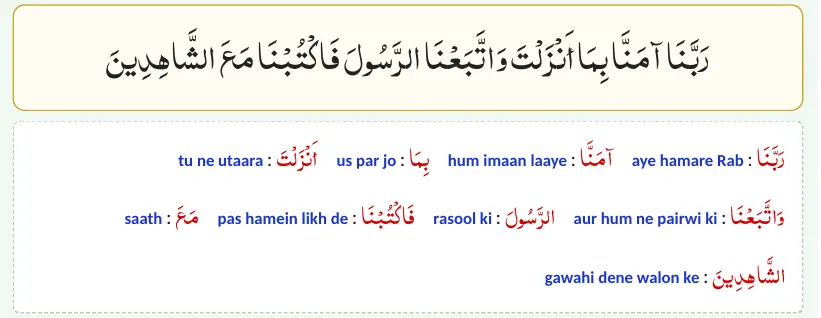 رَبَّنَا آمَنَّا بِمَا أَنْزَلْتَ وَاتَّبَعْنَا الرَّسُولَ فَاكْتُبْنَا مَعَ الشَّاهِدِينَ
رَبَّنَا : aye hamare Rab آمَنَّا : hum imaan laaye بِمَا : us par jo أَنْزَلْتَ : tu ne utaara
وَاتَّبَعْنَا : aur hum ne pairwi ki الرَّسُولَ : rasool ki فَاكْتُبْنَا : pas hamein likh de مَعَ : saath
الشَّاهِدِينَ : gawahi dene walon ke